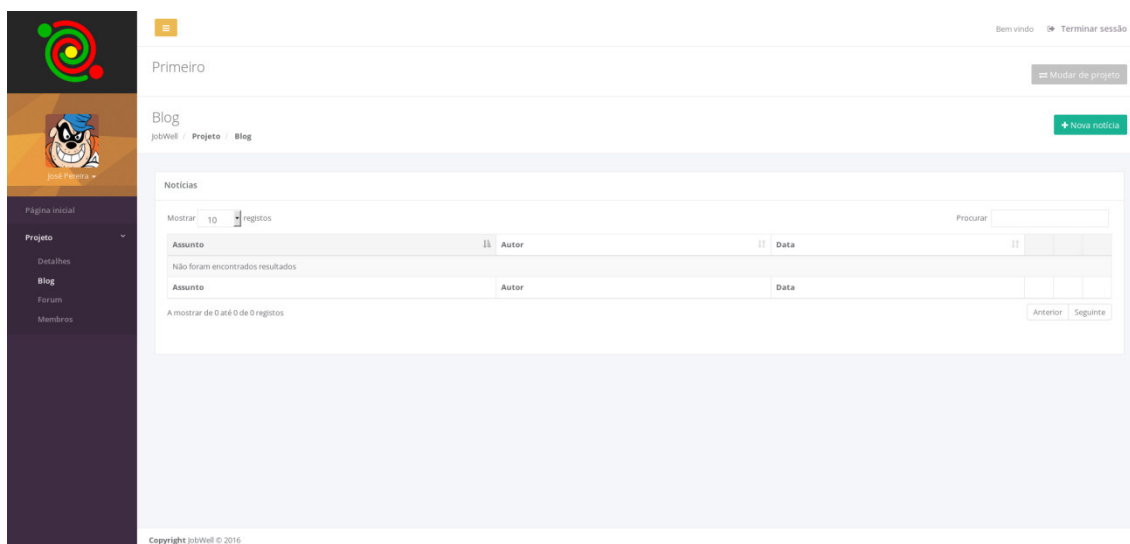 Bem vindo Terminar sessão
Primeiro
Mudar de projeto
Blog
JobWell / Projeto / Blog
+ Nova notícia
José Pereira
Página inicial
Projeto
Detalhes
Blog
Forum
Membros
Notícias
Mostrar 10 registos
Procurar
Assunto Autor Data
Não foram encontrados resultados
Assunto Autor Data
A mostrar de 0 até 0 de 0 registos
Anterior Seguinte
Copyright JobWell © 2016